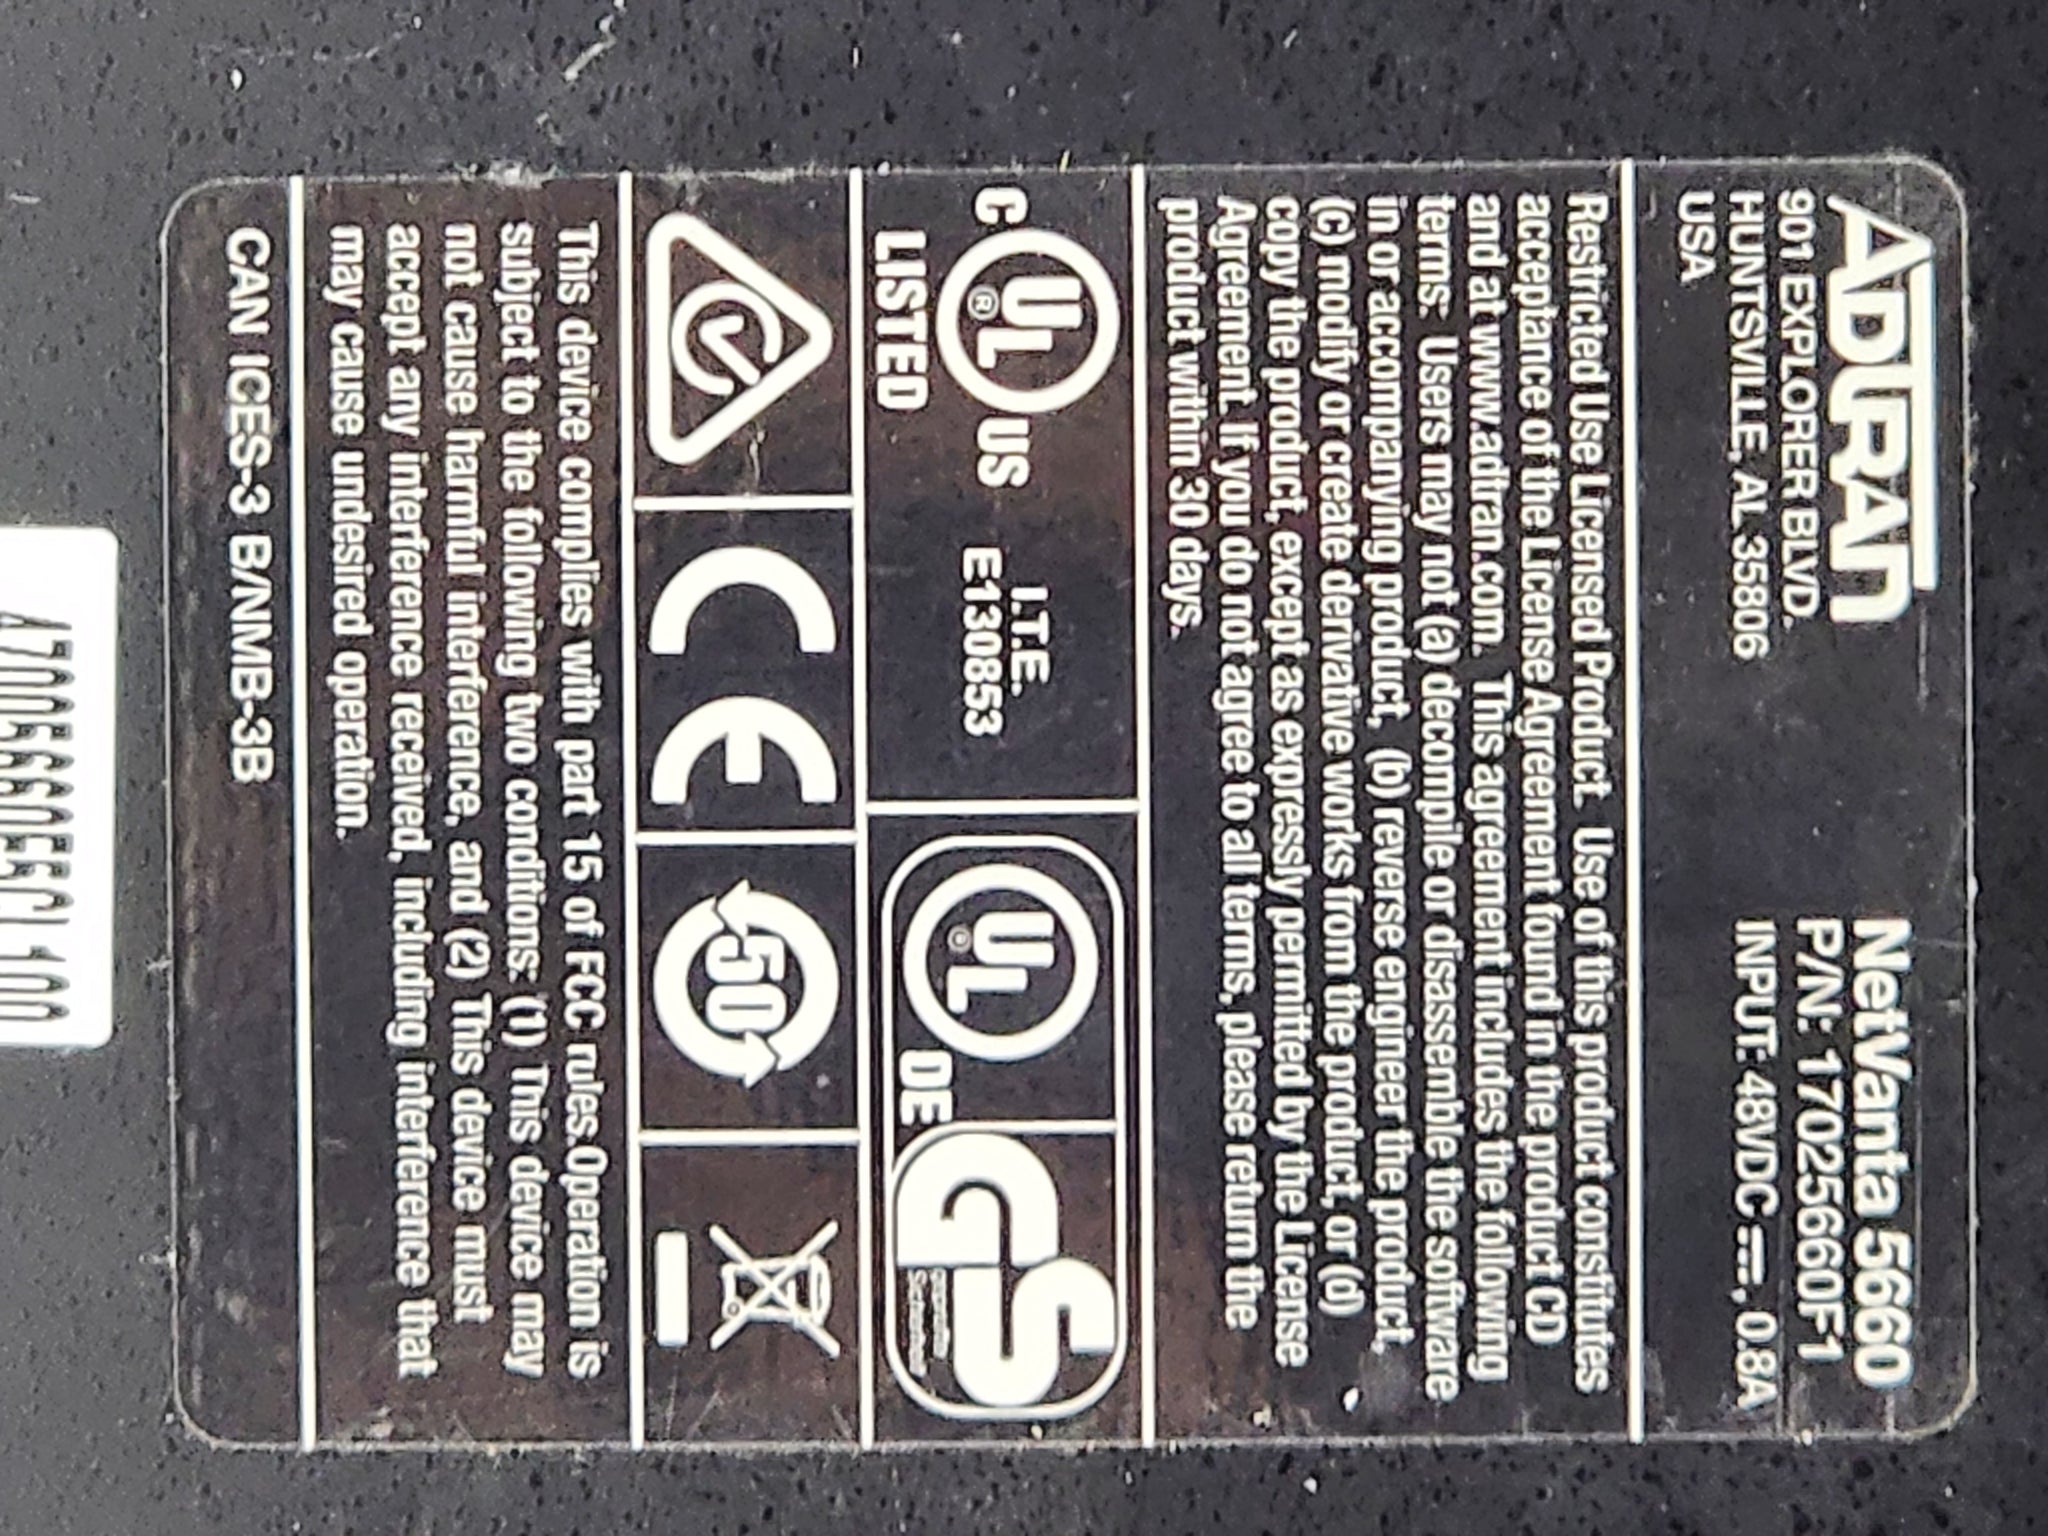 ADTRAN
901 EXPLORER BLVD.
HUNTSVILLE, AL 35806
USA
NetVanta 5660
P/N: 17025660F1
INPUT: 48VDC ⎓, 0.8A
Restricted Use Licensed Product. Use of this product constitutes
acceptance of the License Agreement found in the product CD
and at www.adtran.com. This agreement includes the following
terms: Users may not (a) decompile or disassemble the software
in or accompanying product, (b) reverse engineer the product,
(c) modify or create derivative works from the product, or (d)
copy the product, except as expressly permitted by the License
Agreement. If you do not agree to all terms, please return the
product within 30 days.
C UL ® US
LISTED
I.T.E.
E130853
UL ®
DE
GS
CE
50
This device complies with part 15 of FCC rules.Operation is
subject to the following two conditions: (1) This device may
not cause harmful interference, and (2) This device must
accept any interference received, including interference that
may cause undesired operation.
CAN ICES-3 B/NMB-3B